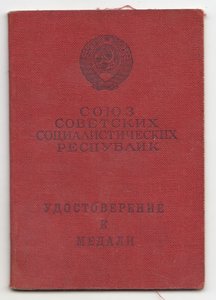 СОЮЗ
СОВЕТСКИХ
СОЦИАЛИСТИЧЕСКИХ
РЕСПУБЛИК
УДОСТОВЕРЕНИЕ
К
МЕДАЛИ